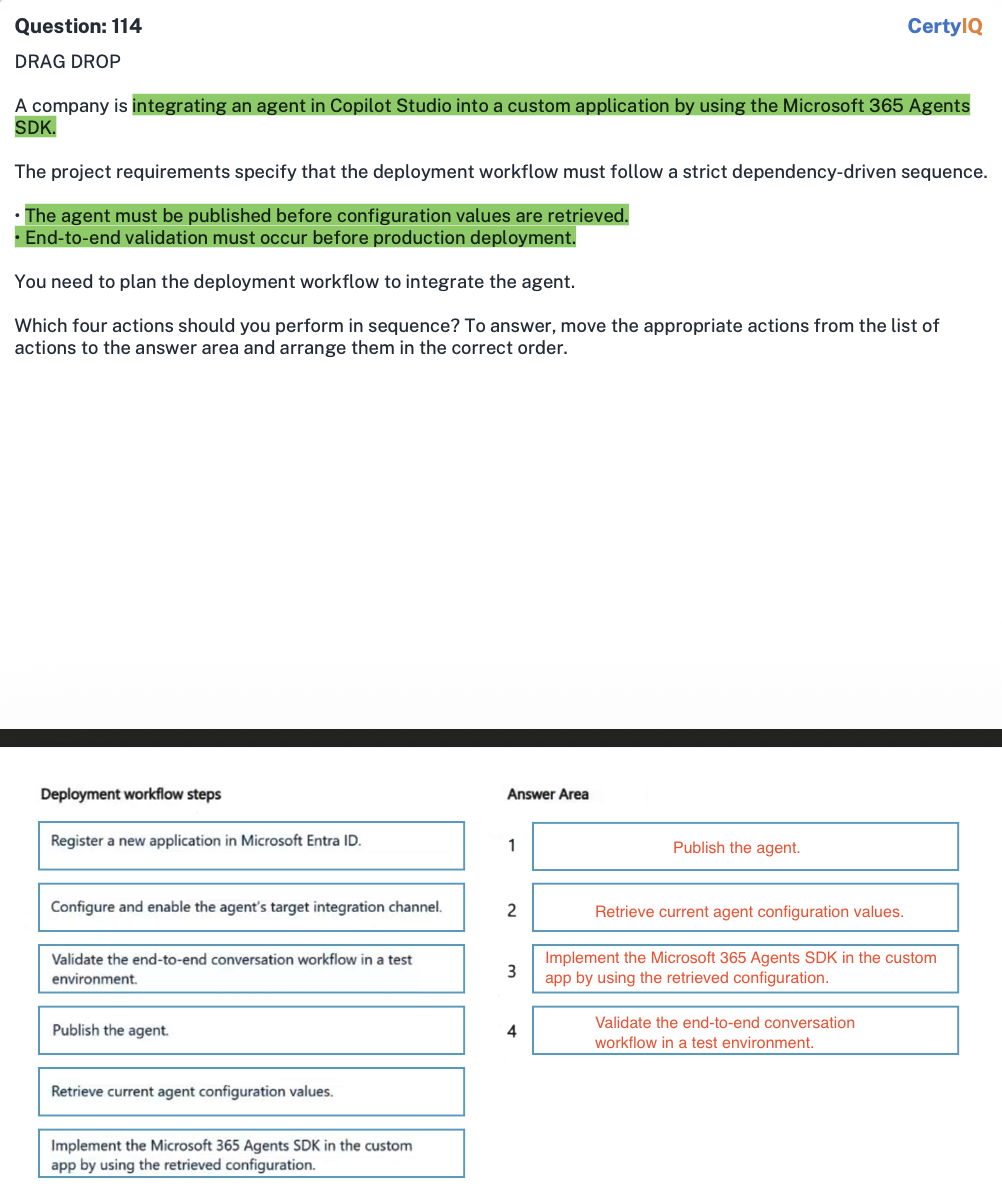 Question: 114
CertyIQ
DRAG DROP
A company is integrating an agent in Copilot Studio into a custom application by using the Microsoft 365 Agents
SDK.
The project requirements specify that the deployment workflow must follow a strict dependency-driven sequence.
• The agent must be published before configuration values are retrieved.
• End-to-end validation must occur before production deployment.
You need to plan the deployment workflow to integrate the agent.
Which four actions should you perform in sequence? To answer, move the appropriate actions from the list of
actions to the answer area and arrange them in the correct order.
Deployment workflow steps
Register a new application in Microsoft Entra ID.
Configure and enable the agent's target integration channel.
Validate the end-to-end conversation workflow in a test
environment.
Publish the agent.
Retrieve current agent configuration values.
Implement the Microsoft 365 Agents SDK in the custom
app by using the retrieved configuration.
Answer Area
1
Publish the agent.
2
Retrieve current agent configuration values.
3
Implement the Microsoft 365 Agents SDK in the custom
app by using the retrieved configuration.
4
Validate the end-to-end conversation
workflow in a test environment.